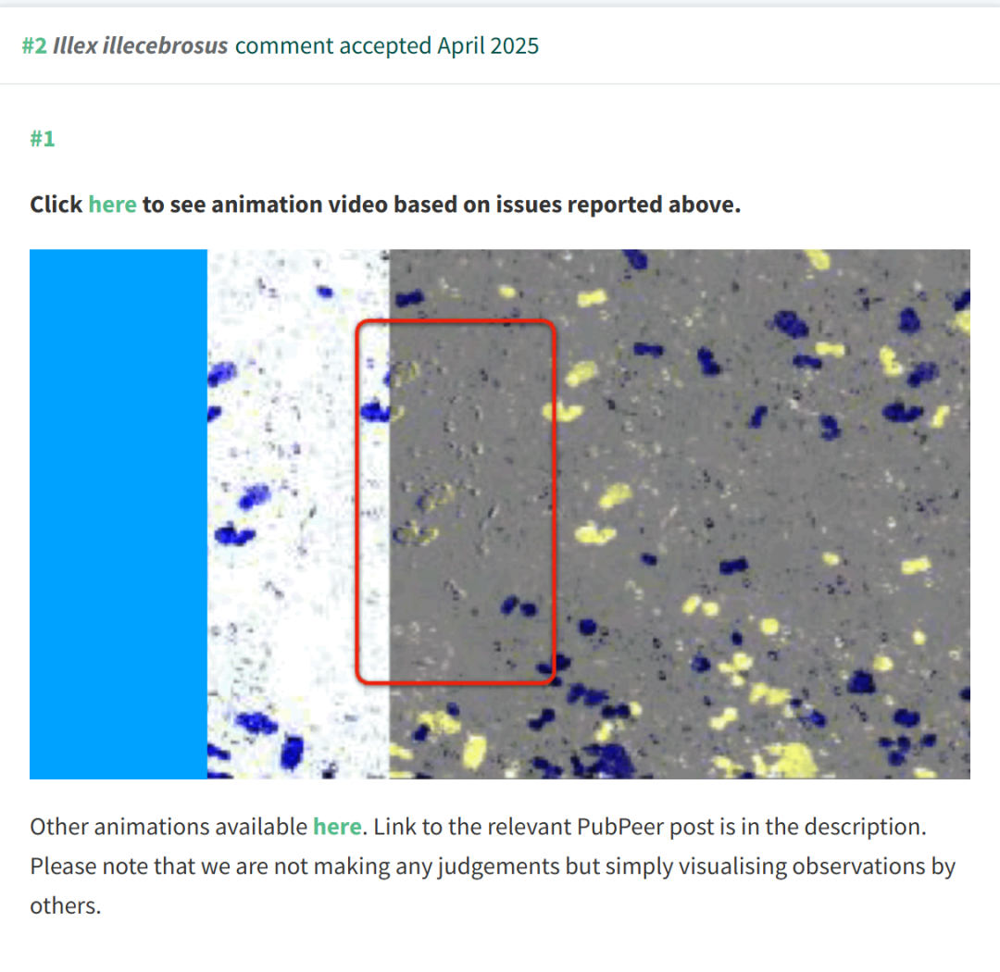 #2 Illex illecebrosus comment accepted April 2025
#1
Click here to see animation video based on issues reported above.
Other animations available here. Link to the relevant PubPeer post is in the description.
Please note that we are not making any judgements but simply visualising observations by
others.